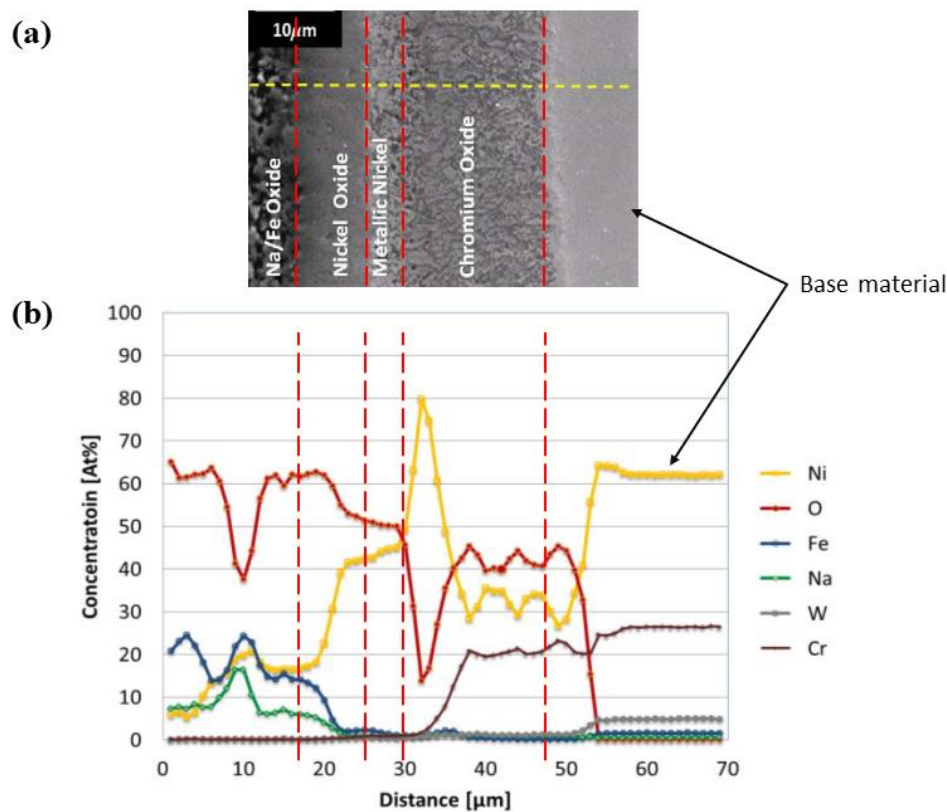 (a)
10μm
Na/Fe Oxide
Nickel Oxide
Metallic Nickel
Chromium Oxide
Base material
(b)
100
90
80
70
60
50
40
30
20
10
0
Concentratoin [At%]
0 10 20 30 40 50 60 70
Distance [μm]
Ni
O
Fe
Na
W
Cr